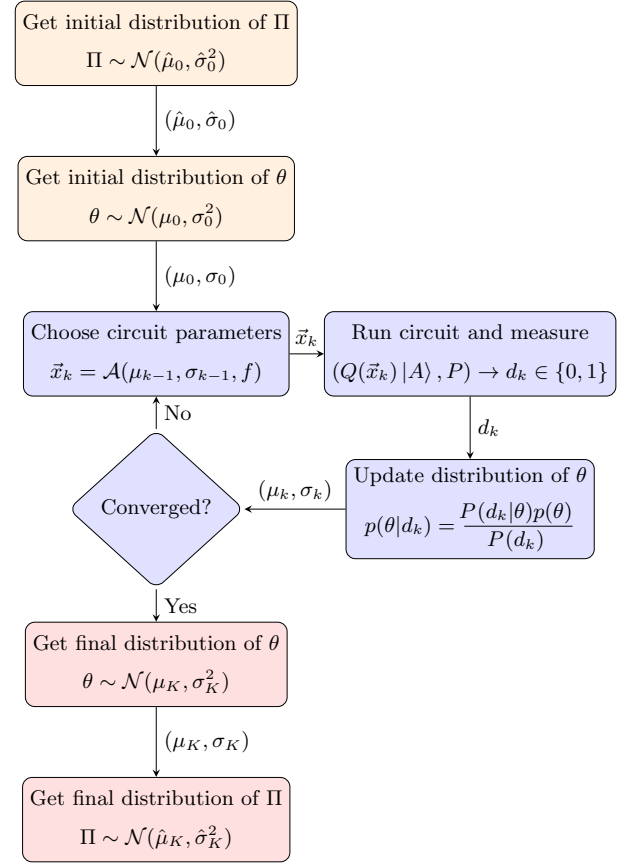 Get initial distribution of Π
Π ∼ 𝒩(μ̂₀, σ̂₀²)
(μ̂₀, σ̂₀)
Get initial distribution of θ
θ ∼ 𝒩(μ₀, σ₀²)
(μ₀, σ₀)
Choose circuit parameters
x⃗ₖ = 𝒜(μₖ₋₁, σₖ₋₁, f)
x⃗ₖ
Run circuit and measure
(Q(x⃗ₖ) |A⟩ , P) → dₖ ∈ {0, 1}
dₖ
Update distribution of θ
p(θ|dₖ) = P(dₖ|θ)p(θ) / P(dₖ)
(μₖ, σₖ)
Converged?
No
Yes
Get final distribution of θ
θ ∼ 𝒩(μ_K, σ_K²)
(μ_K, σ_K)
Get final distribution of Π
Π ∼ 𝒩(μ̂_K, σ̂_K²)